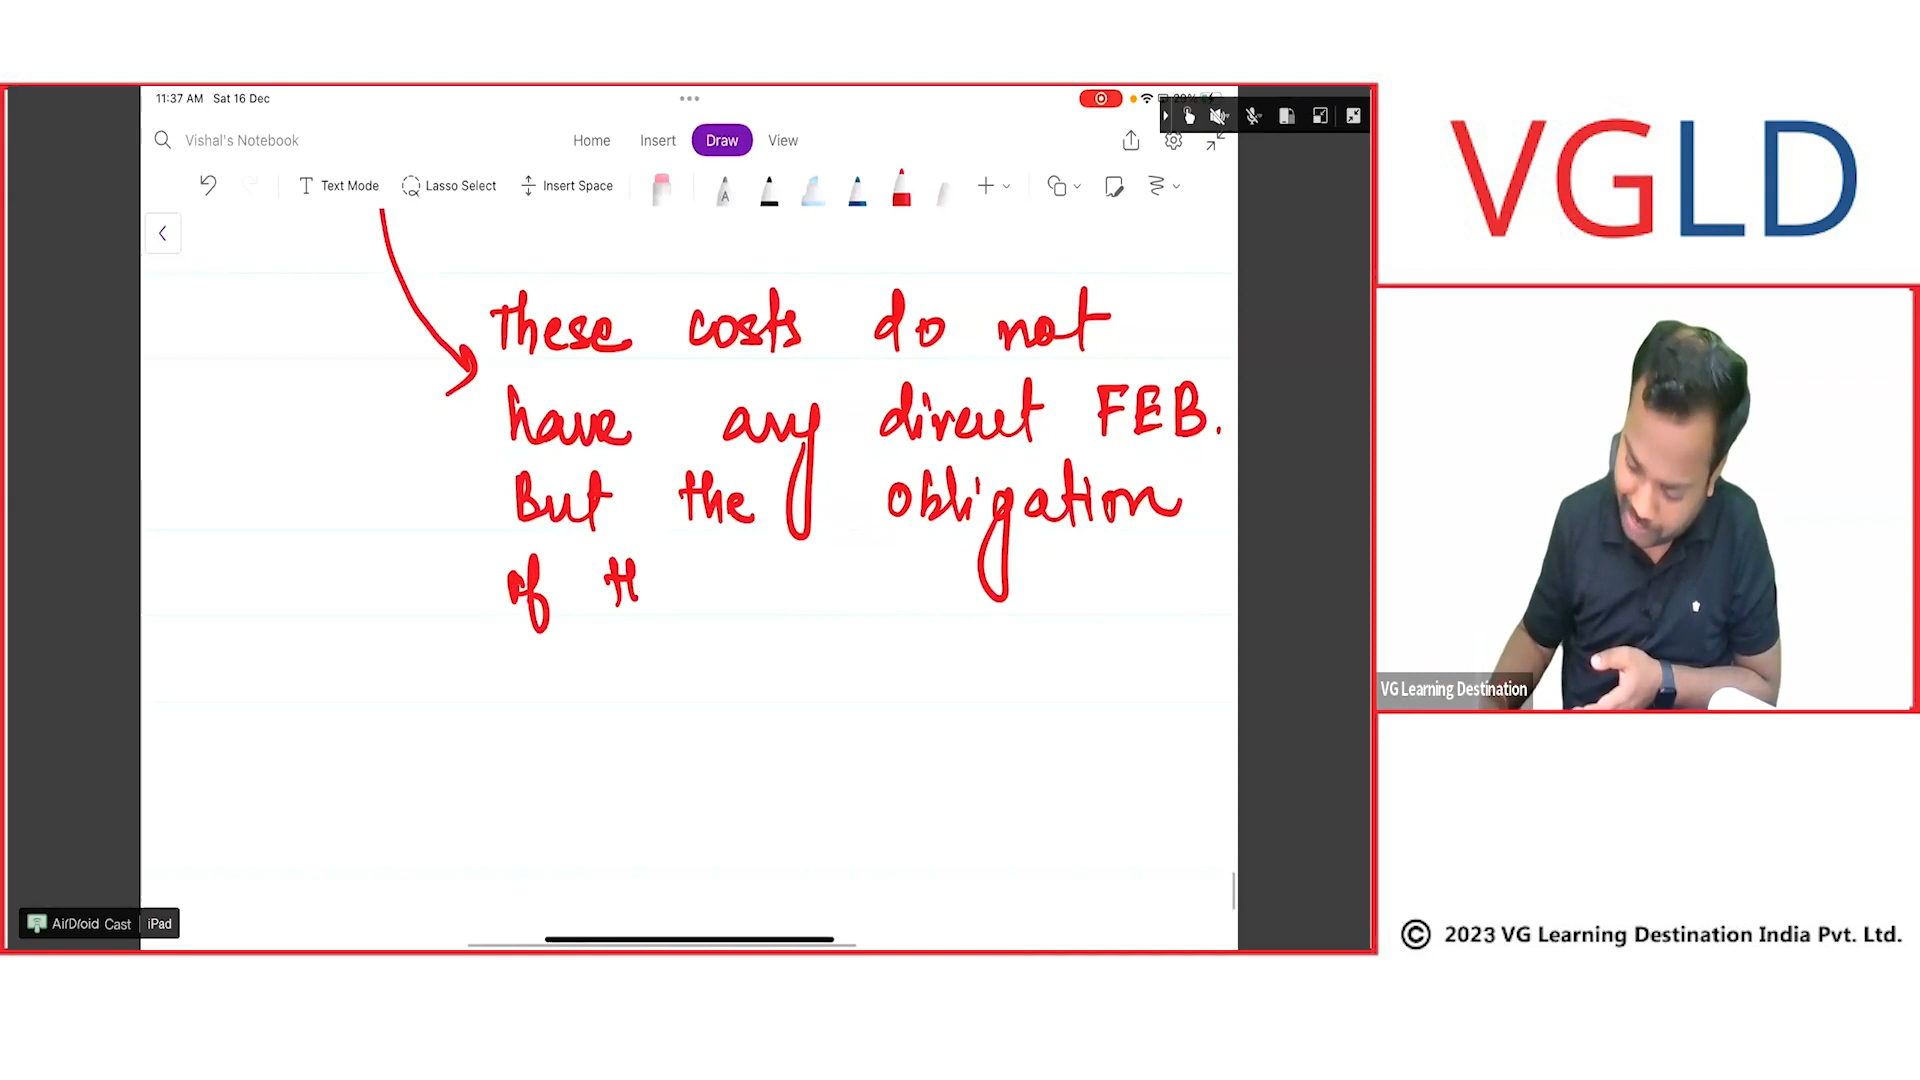 11:37 AM Sat 16 Dec
29%
Vishal's Notebook
Home Insert Draw View
Text Mode Lasso Select Insert Space
A
These costs do not
have any direct FEB.
But the obligation
of th
AirDroid Cast iPad
VGLD
VG Learning Destination
© 2023 VG Learning Destination India Pvt. Ltd.